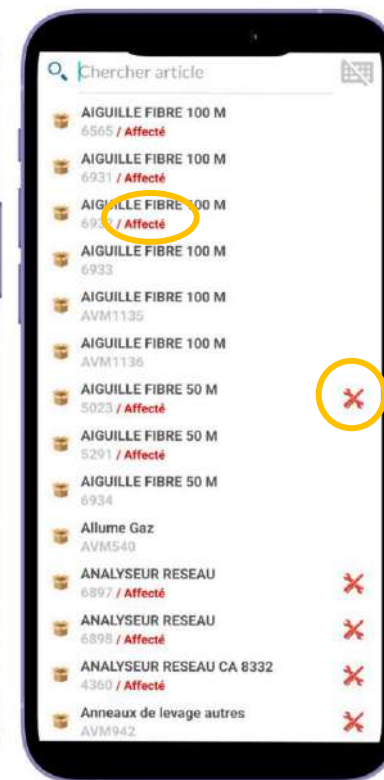 Chercher article
AIGUILLE FIBRE 100 M
6565 / Affecté
AIGUILLE FIBRE 100 M
6931 / Affecté
AIGUILLE FIBRE 100 M
6932 / Affecté
AIGUILLE FIBRE 100 M
6933
AIGUILLE FIBRE 100 M
AVM1135
AIGUILLE FIBRE 100 M
AVM1136
AIGUILLE FIBRE 50 M
5023 / Affecté
AIGUILLE FIBRE 50 M
5291 / Affecté
AIGUILLE FIBRE 50 M
6934
Allume Gaz
AVM540
ANALYSEUR RESEAU
6897 / Affecté
ANALYSEUR RESEAU
6898 / Affecté
ANALYSEUR RESEAU CA 8332
4360 / Affecté
Anneaux de levage autres
AVM942